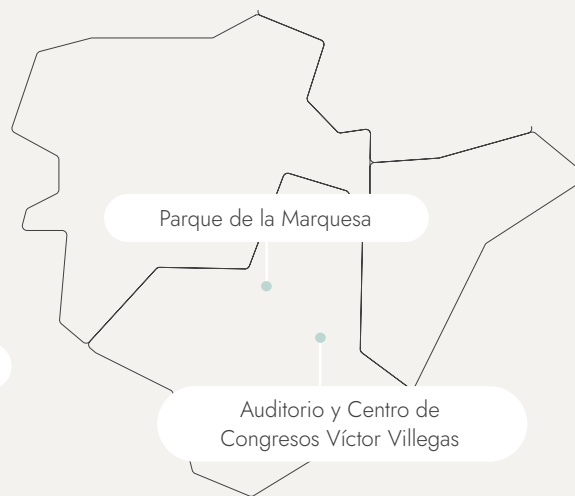 Parque de la Marquesa
Auditorio y Centro de
Congresos Víctor Villegas